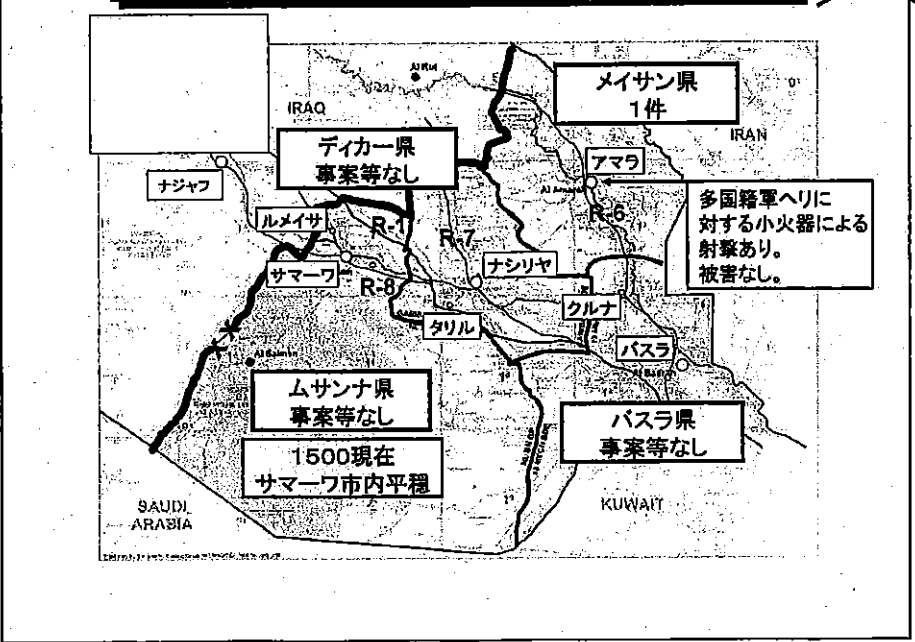 Al Kut
IRAQ
メイサン県
1件
IRAN
ディカー県
事案等なし
アマラ
ナジャフ
多国籍軍ヘリに
対する小火器による
射撃あり。
被害なし。
R-6
ルメイサ
R-1
R-7
サマーワ
ナシリヤ
R-8
クルナ
タリル
バスラ
ムサンナ県
事案等なし
バスラ県
事案等なし
1500現在
サマーワ市内平穏
SAUDI
ARABIA
KUWAIT